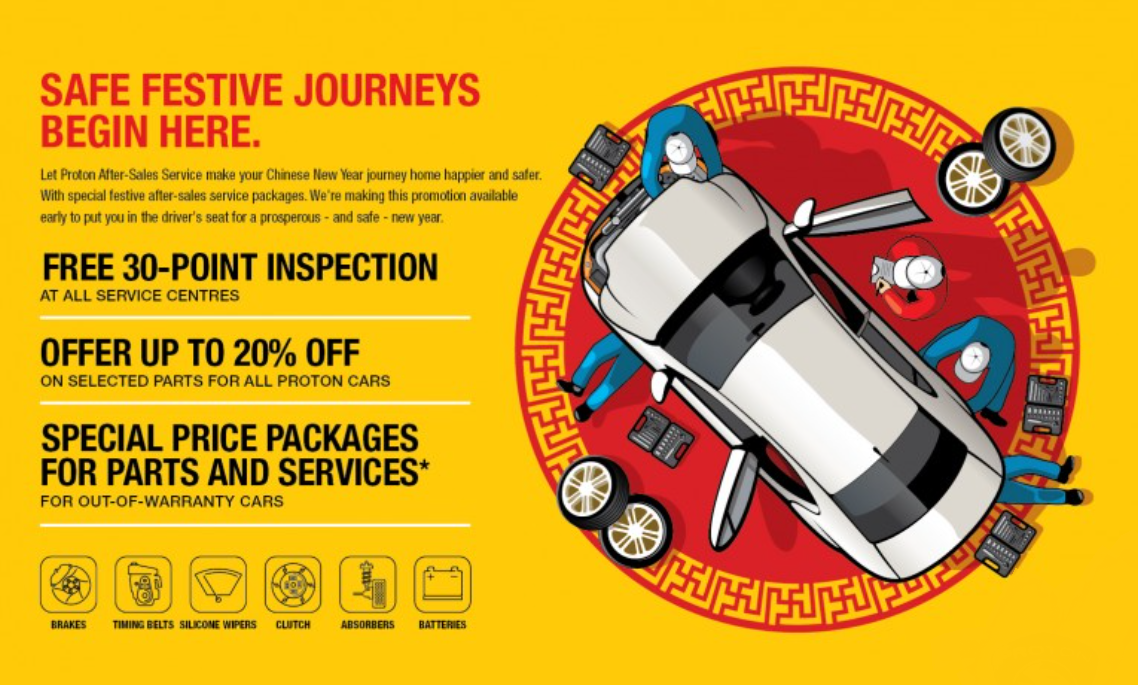 SAFE FESTIVE JOURNEYS
BEGIN HERE.
Let Proton After-Sales Service make your Chinese New Year journey home happier and safer.
With special festive after-sales service packages. We're making this promotion available
early to put you in the driver's seat for a prosperous - and safe - new year.
FREE 30-POINT INSPECTION
AT ALL SERVICE CENTRES
OFFER UP TO 20% OFF
ON SELECTED PARTS FOR ALL PROTON CARS
SPECIAL PRICE PACKAGES
FOR PARTS AND SERVICES*
FOR OUT-OF-WARRANTY CARS
BRAKES TIMING BELTS SILICONE WIPERS CLUTCH ABSORBERS BATTERIES